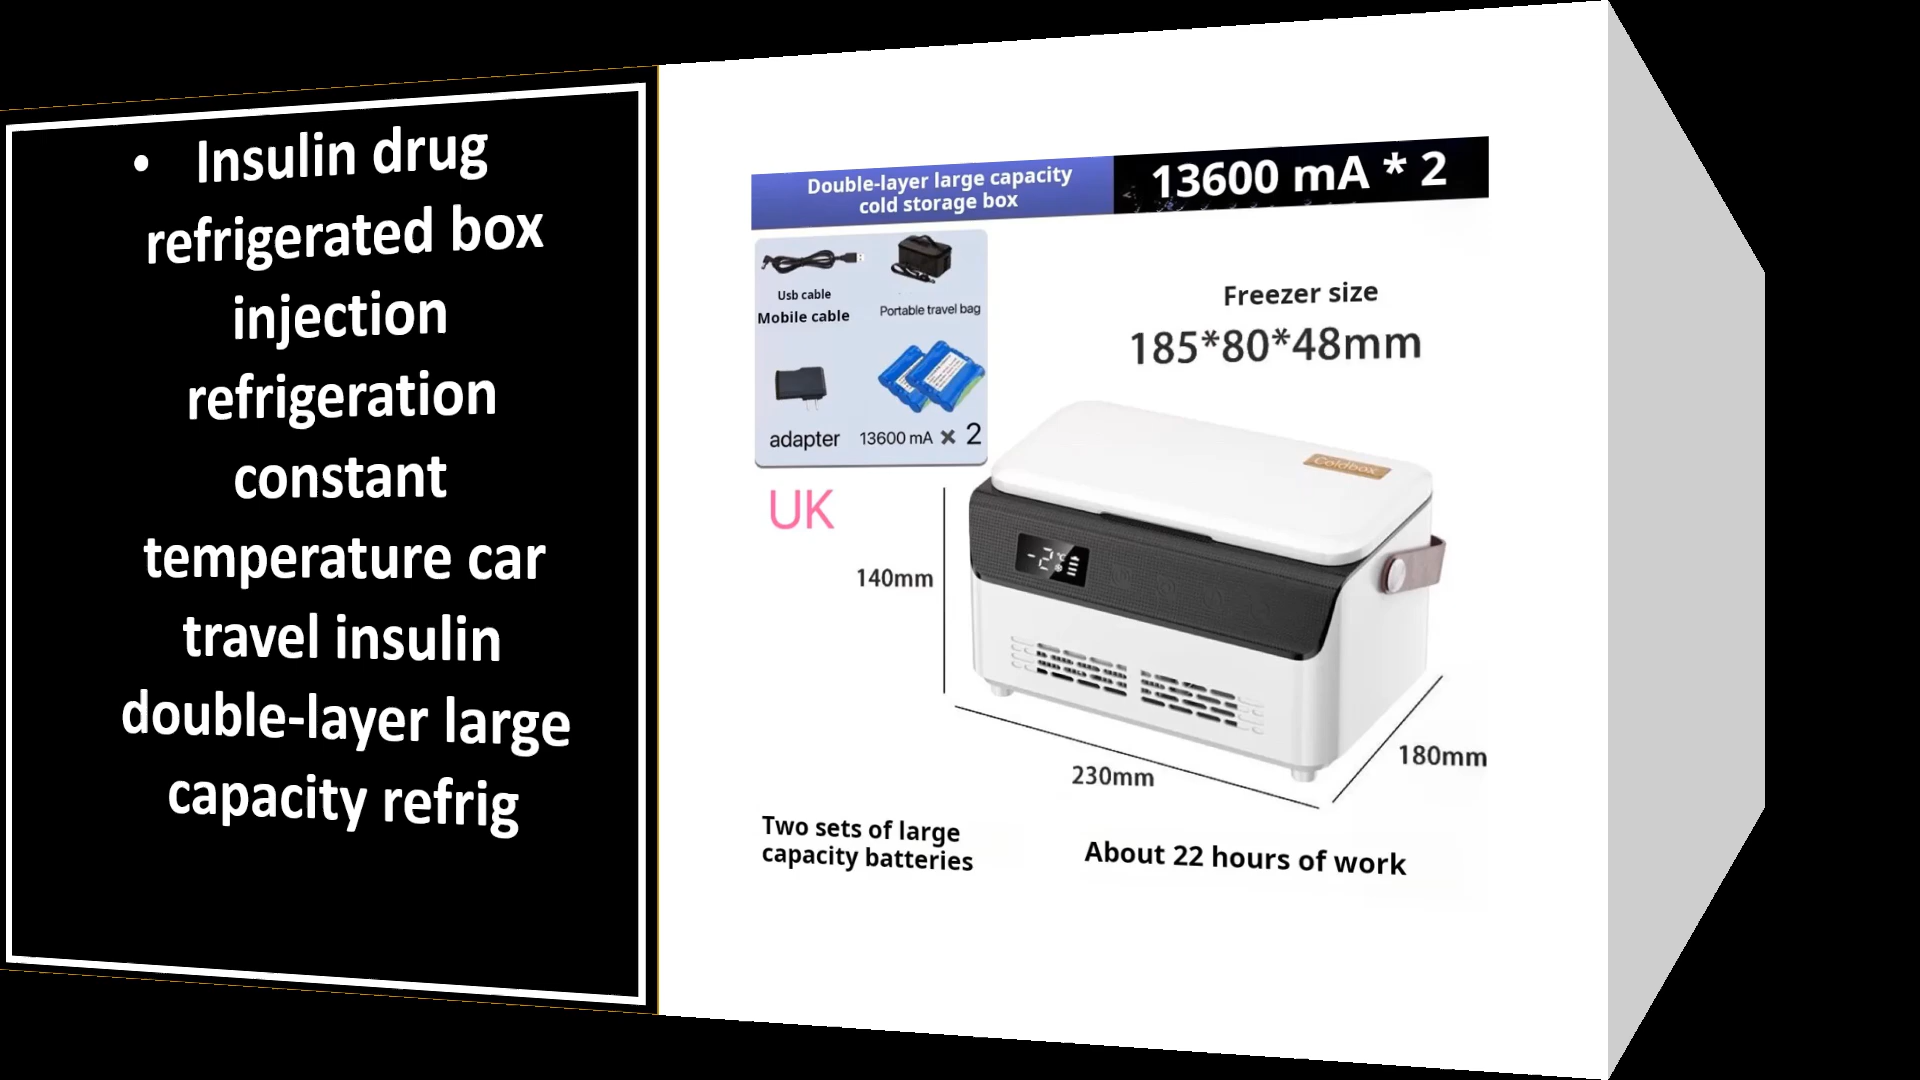 • Insulin drug
refrigerated box
injection
refrigeration
constant
temperature car
travel insulin
double-layer large
capacity refrig
Double-layer large capacity
cold storage box
13600 mA * 2
Usb cable
Mobile cable
Portable travel bag
adapter
13600 mA × 2
UK
Freezer size
185*80*48mm
Coldbox
-2℃
140mm
230mm
180mm
Two sets of large
capacity batteries
About 22 hours of work